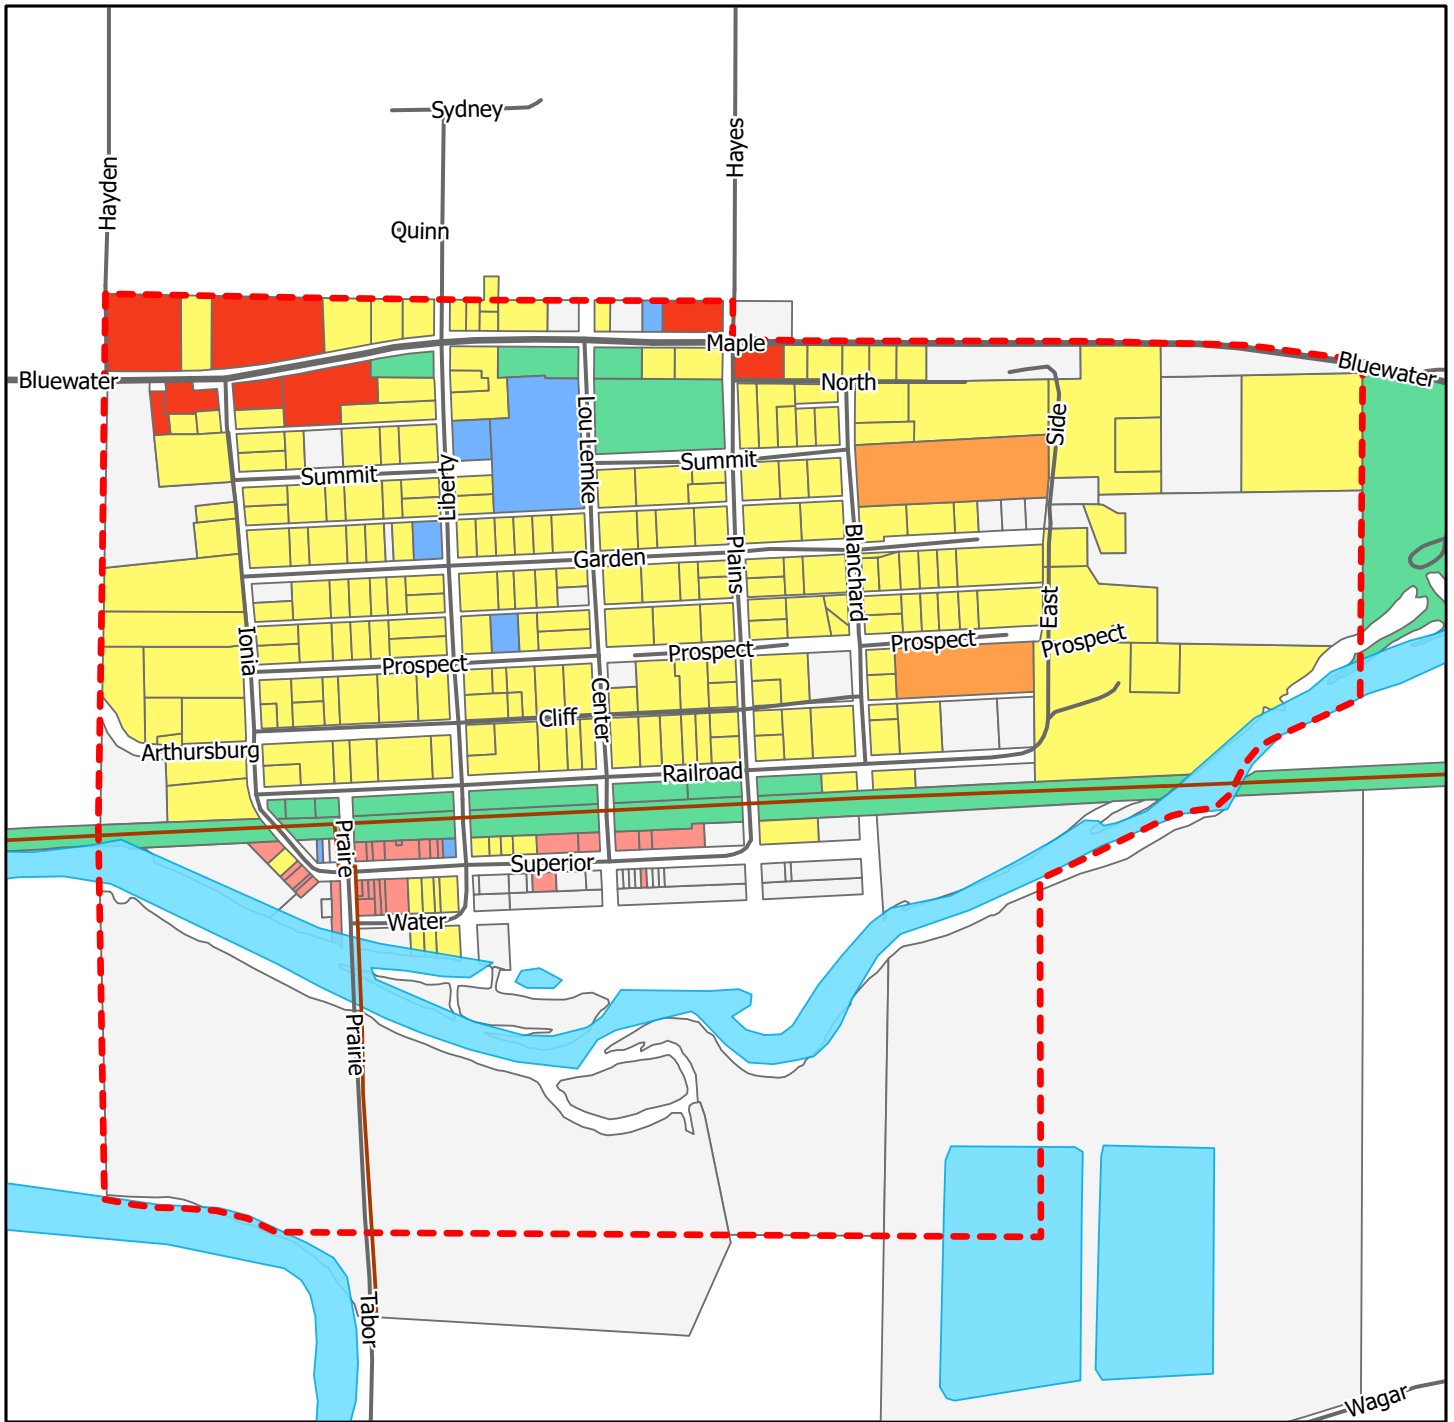 Sydney
Hayes
Hayden
Quinn
Maple
Bluewater
Bluewater
North
Lou Lemke
Side
Summit
Summit
Liberty
Garden
Plains
Blanchard
East
Ionia
Prospect
Prospect
Prospect
Prospect
Center
Cliff
Arthursburg
Railroad
Prairie
Superior
Water
Prairie
Tabor
Wagar